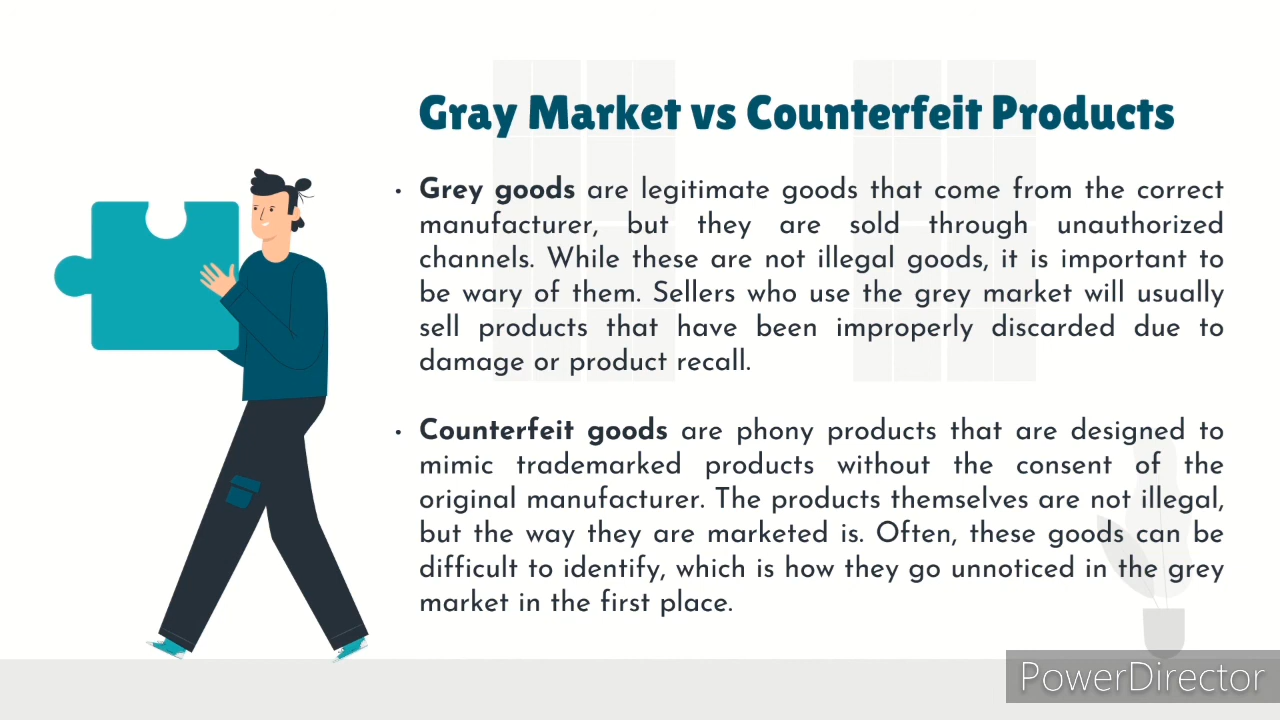 Gray Market vs Counterfeit Products
• Grey goods are legitimate goods that come from the correct
manufacturer, but they are sold through unauthorized
channels. While these are not illegal goods, it is important to
be wary of them. Sellers who use the grey market will usually
sell products that have been improperly discarded due to
damage or product recall.
• Counterfeit goods are phony products that are designed to
mimic trademarked products without the consent of the
original manufacturer. The products themselves are not illegal,
but the way they are marketed is. Often, these goods can be
difficult to identify, which is how they go unnoticed in the grey
market in the first place.
PowerDirector